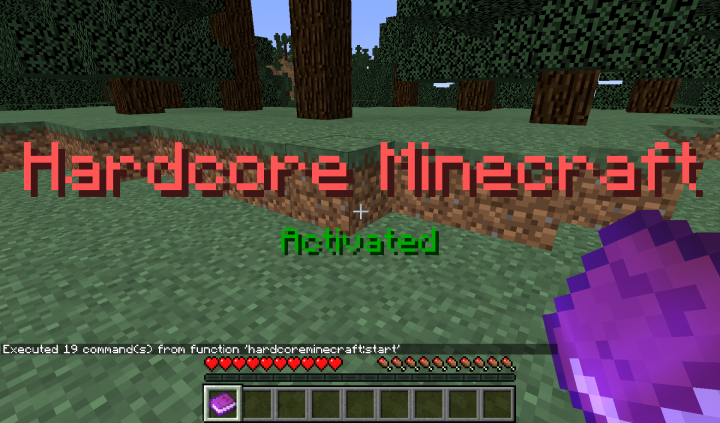 Hardcore Minecraft
Activated
Executed 19 command(s) from function 'hardcoreminecraft:start'